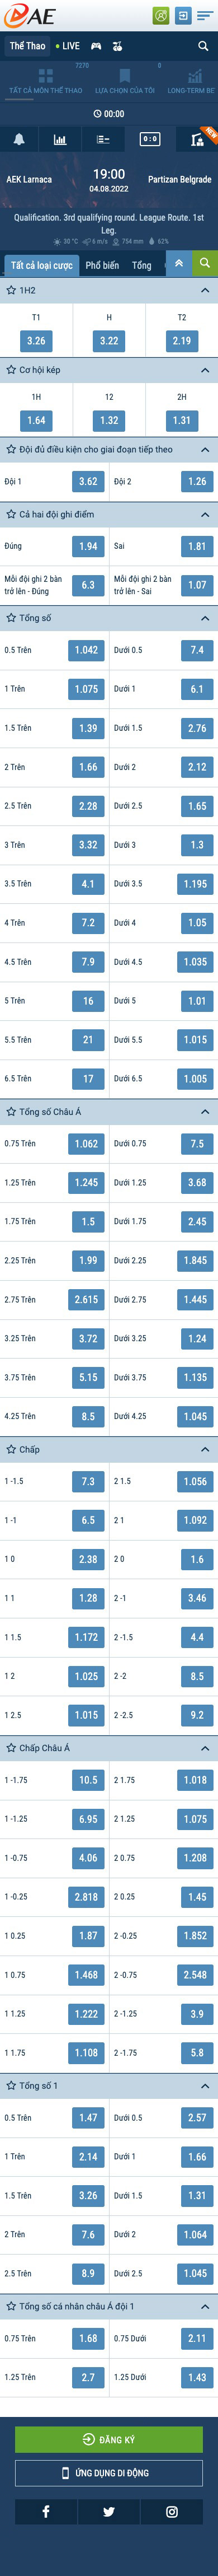 AE
Thể Thao
LIVE
7270
0
TẤT CẢ MÔN THỂ THAO
LỰA CHỌN CỦA TÔI
LONG-TERM BE
00:00
0:0
NEW
AEK Larnaca
19:00
04.08.2022
Partizan Belgrade
Qualification. 3rd qualifying round. League Route. 1st
Leg.
30 °C 6 m/s 754 mm 62%
Tất cả loại cược
Phổ biến
Tổng
1H2
T1 H T2
3.26 3.22 2.19
Cơ hội kép
1H 12 2H
1.64 1.32 1.31
Đội đủ điều kiện cho giai đoạn tiếp theo
Đội 1 3.62 Đội 2 1.26
Cả hai đội ghi điểm
Đúng 1.94 Sai 1.81
Mỗi đội ghi 2 bàn trở lên - Đúng 6.3 Mỗi đội ghi 2 bàn trở lên - Sai 1.07
Tổng số
0.5 Trên 1.042 Dưới 0.5 7.4
1 Trên 1.075 Dưới 1 6.1
1.5 Trên 1.39 Dưới 1.5 2.76
2 Trên 1.66 Dưới 2 2.12
2.5 Trên 2.28 Dưới 2.5 1.65
3 Trên 3.32 Dưới 3 1.3
3.5 Trên 4.1 Dưới 3.5 1.195
4 Trên 7.2 Dưới 4 1.05
4.5 Trên 7.9 Dưới 4.5 1.035
5 Trên 16 Dưới 5 1.01
5.5 Trên 21 Dưới 5.5 1.015
6.5 Trên 17 Dưới 6.5 1.005
Tổng số Châu Á
0.75 Trên 1.062 Dưới 0.75 7.5
1.25 Trên 1.245 Dưới 1.25 3.68
1.75 Trên 1.5 Dưới 1.75 2.45
2.25 Trên 1.99 Dưới 2.25 1.845
2.75 Trên 2.615 Dưới 2.75 1.445
3.25 Trên 3.72 Dưới 3.25 1.24
3.75 Trên 5.15 Dưới 3.75 1.135
4.25 Trên 8.5 Dưới 4.25 1.045
Chấp
1 -1.5 7.3 2 1.5 1.056
1 -1 6.5 2 1 1.092
1 0 2.38 2 0 1.6
1 1 1.28 2 -1 3.46
1 1.5 1.172 2 -1.5 4.4
1 2 1.025 2 -2 8.5
1 2.5 1.015 2 -2.5 9.2
Chấp Châu Á
1 -1.75 10.5 2 1.75 1.018
1 -1.25 6.95 2 1.25 1.075
1 -0.75 4.06 2 0.75 1.208
1 -0.25 2.818 2 0.25 1.45
1 0.25 1.87 2 -0.25 1.852
1 0.75 1.468 2 -0.75 2.548
1 1.25 1.222 2 -1.25 3.9
1 1.75 1.108 2 -1.75 5.8
Tổng số 1
0.5 Trên 1.47 Dưới 0.5 2.57
1 Trên 2.14 Dưới 1 1.66
1.5 Trên 3.26 Dưới 1.5 1.31
2 Trên 7.6 Dưới 2 1.064
2.5 Trên 8.9 Dưới 2.5 1.045
Tổng số cá nhân châu Á đội 1
0.75 Trên 1.68 0.75 Dưới 2.11
1.25 Trên 2.7 1.25 Dưới 1.43
ĐĂNG KÝ
ỨNG DỤNG DI ĐỘNG